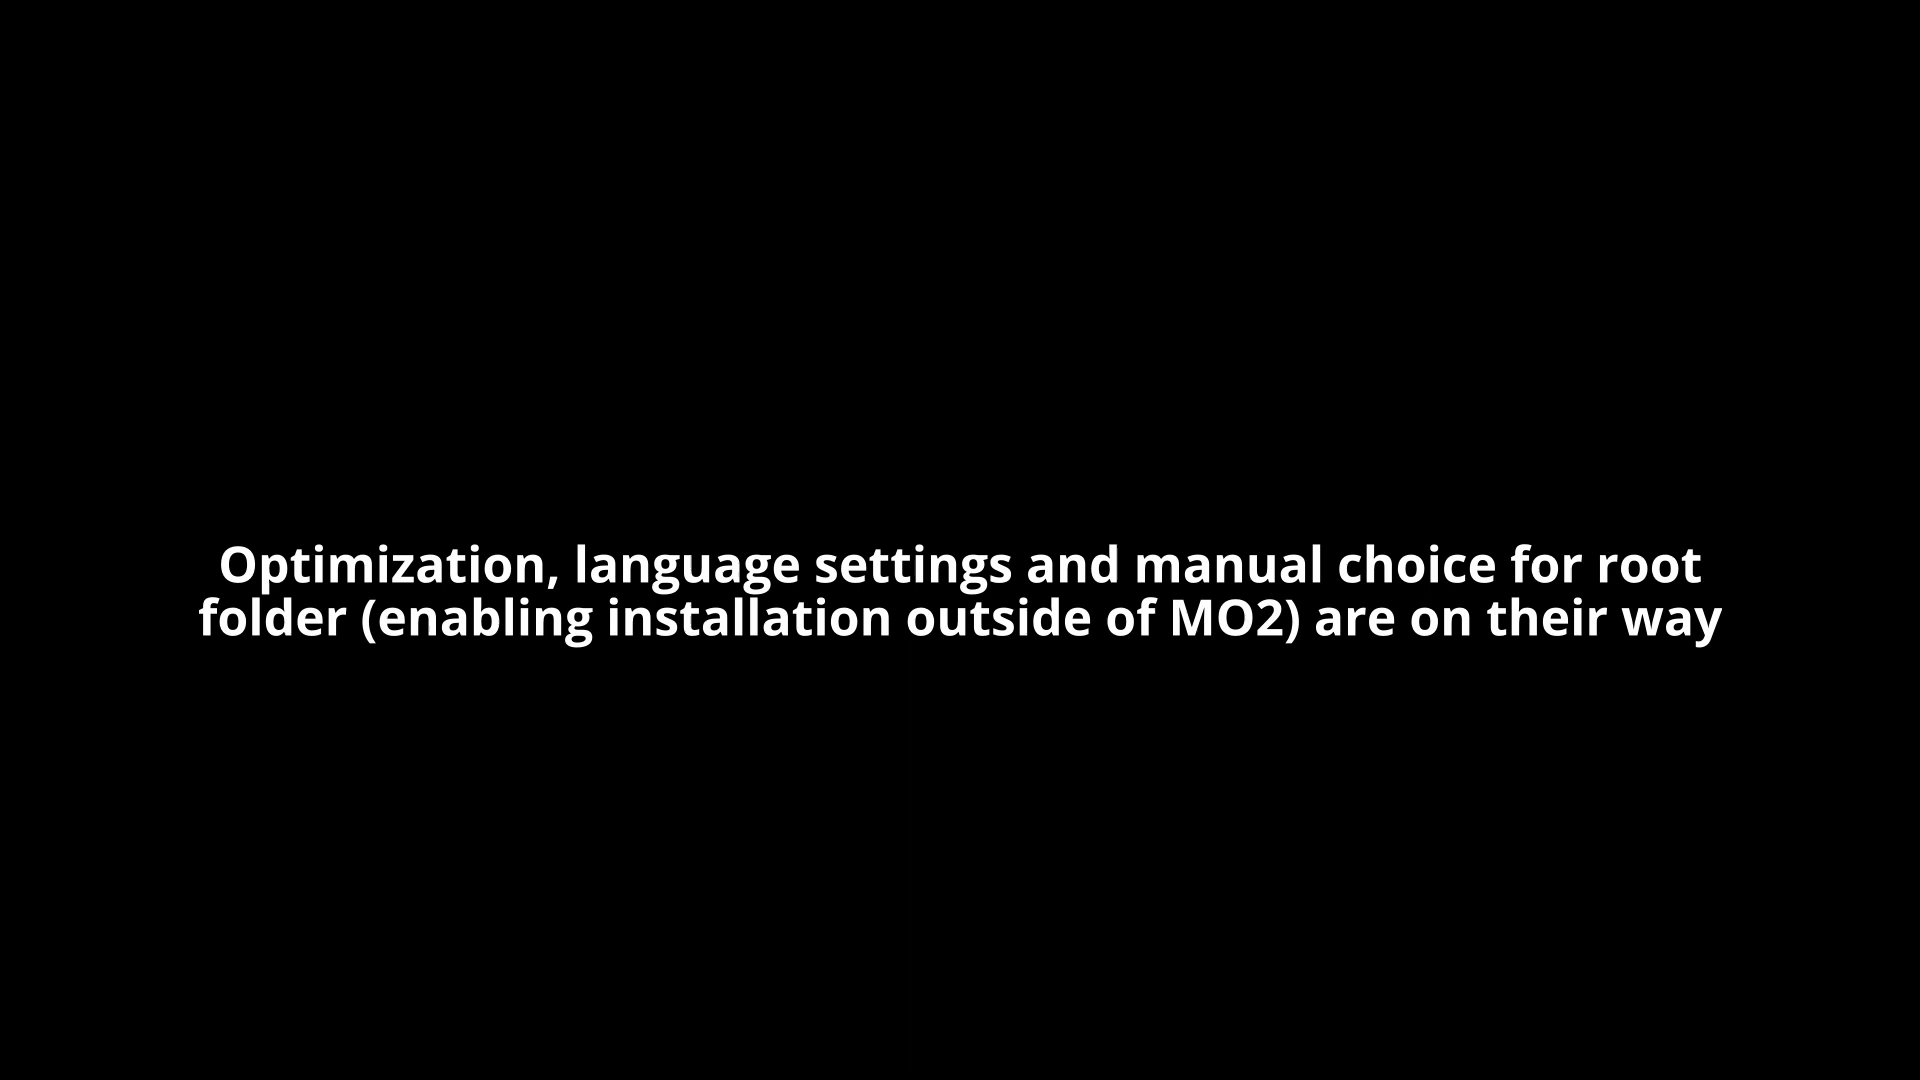 Optimization, language settings and manual choice for root
folder (enabling installation outside of MO2) are on their way